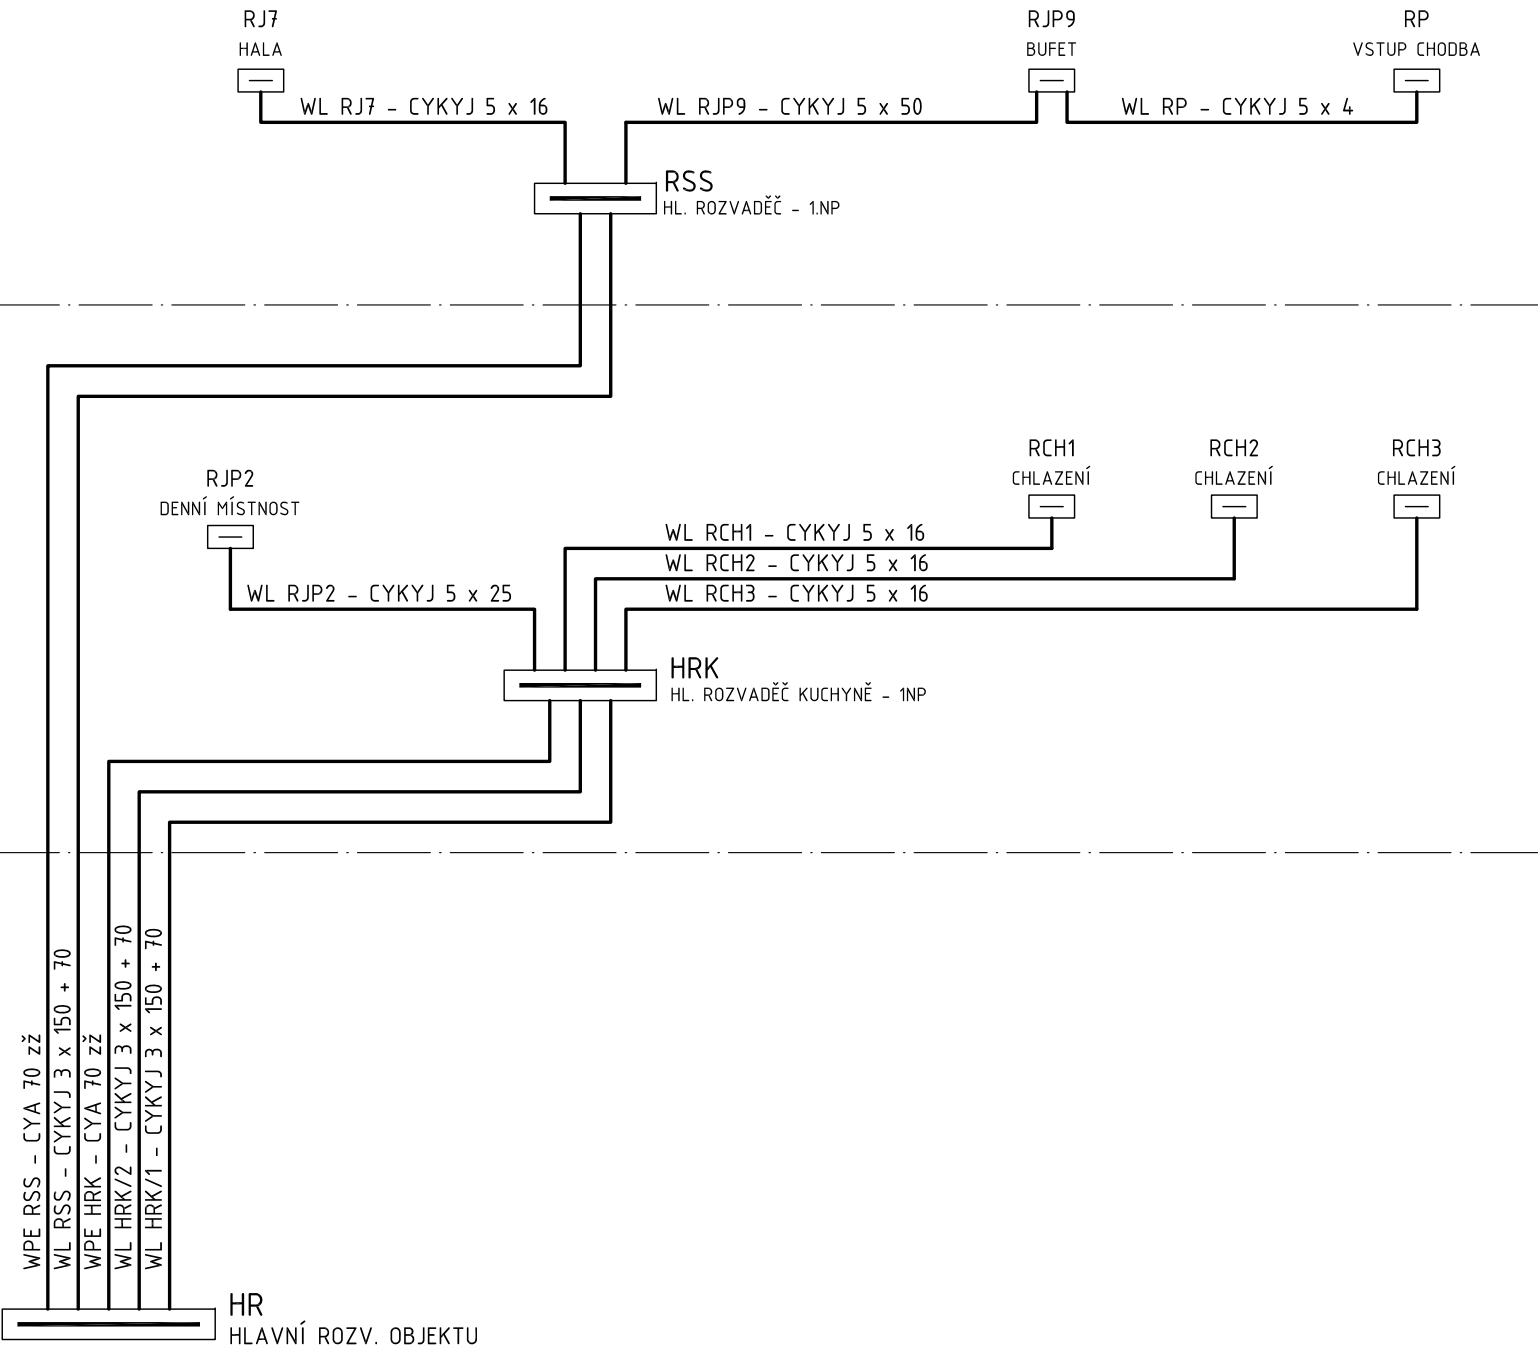 RJ7
HALA
RJP9
BUFET
RP
VSTUP CHODBA
WL RJ7 - CYKYJ 5 x 16
WL RJP9 - CYKYJ 5 x 50
WL RP - CYKYJ 5 x 4
RSS
HL. ROZVADĚČ - 1.NP
RJP2
DENNÍ MÍSTNOST
RCH1
CHLAZENÍ
RCH2
CHLAZENÍ
RCH3
CHLAZENÍ
WL RCH1 - CYKYJ 5 x 16
WL RCH2 - CYKYJ 5 x 16
WL RCH3 - CYKYJ 5 x 16
WL RJP2 - CYKYJ 5 x 25
HRK
HL. ROZVADĚČ KUCHYNĚ - 1NP
WPE RSS - CYA 70 zž
WL RSS - CYKYJ 3 x 150 + 70
WPE HRK - CYA 70 zž
WL HRK/2 - CYKYJ 3 x 150 + 70
WL HRK/1 - CYKYJ 3 x 150 + 70
HR
HLAVNÍ ROZV. OBJEKTU